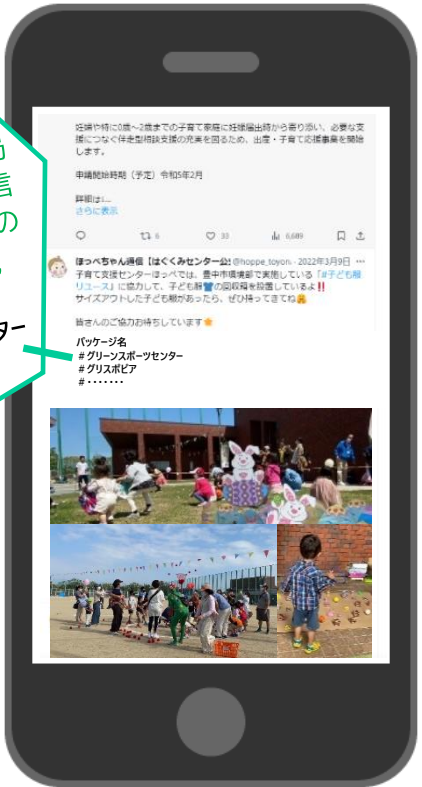 妊婦や特に0歳~2歳までの子育て家庭に妊娠届出時から寄り添い、必要な支
援につなぐ伴走型相談支援の充実を図るため、出産・子育て応援事業を開始
します。
申請開始時期(予定)令和5年2月
詳細は...
さらに表示
6
33
6,689
ほっぺちゃん通信【はぐくみセンター公! @hoppe_toyon. · 2022年3月9日 ...
子育て支援センターほっぺでは、豊中市環境部で実施している「#子ども服
リユース」に協力して、子ども服👕の回収箱を設置しているよ‼
サイズアウトした子ども服があったら、ぜひ持ってきてね🤗
皆さんのご協力お待ちしています☀
パッケージ名
#グリーンスポーツセンター
#グリスポピア
#・・・・・・・
信
の
ター